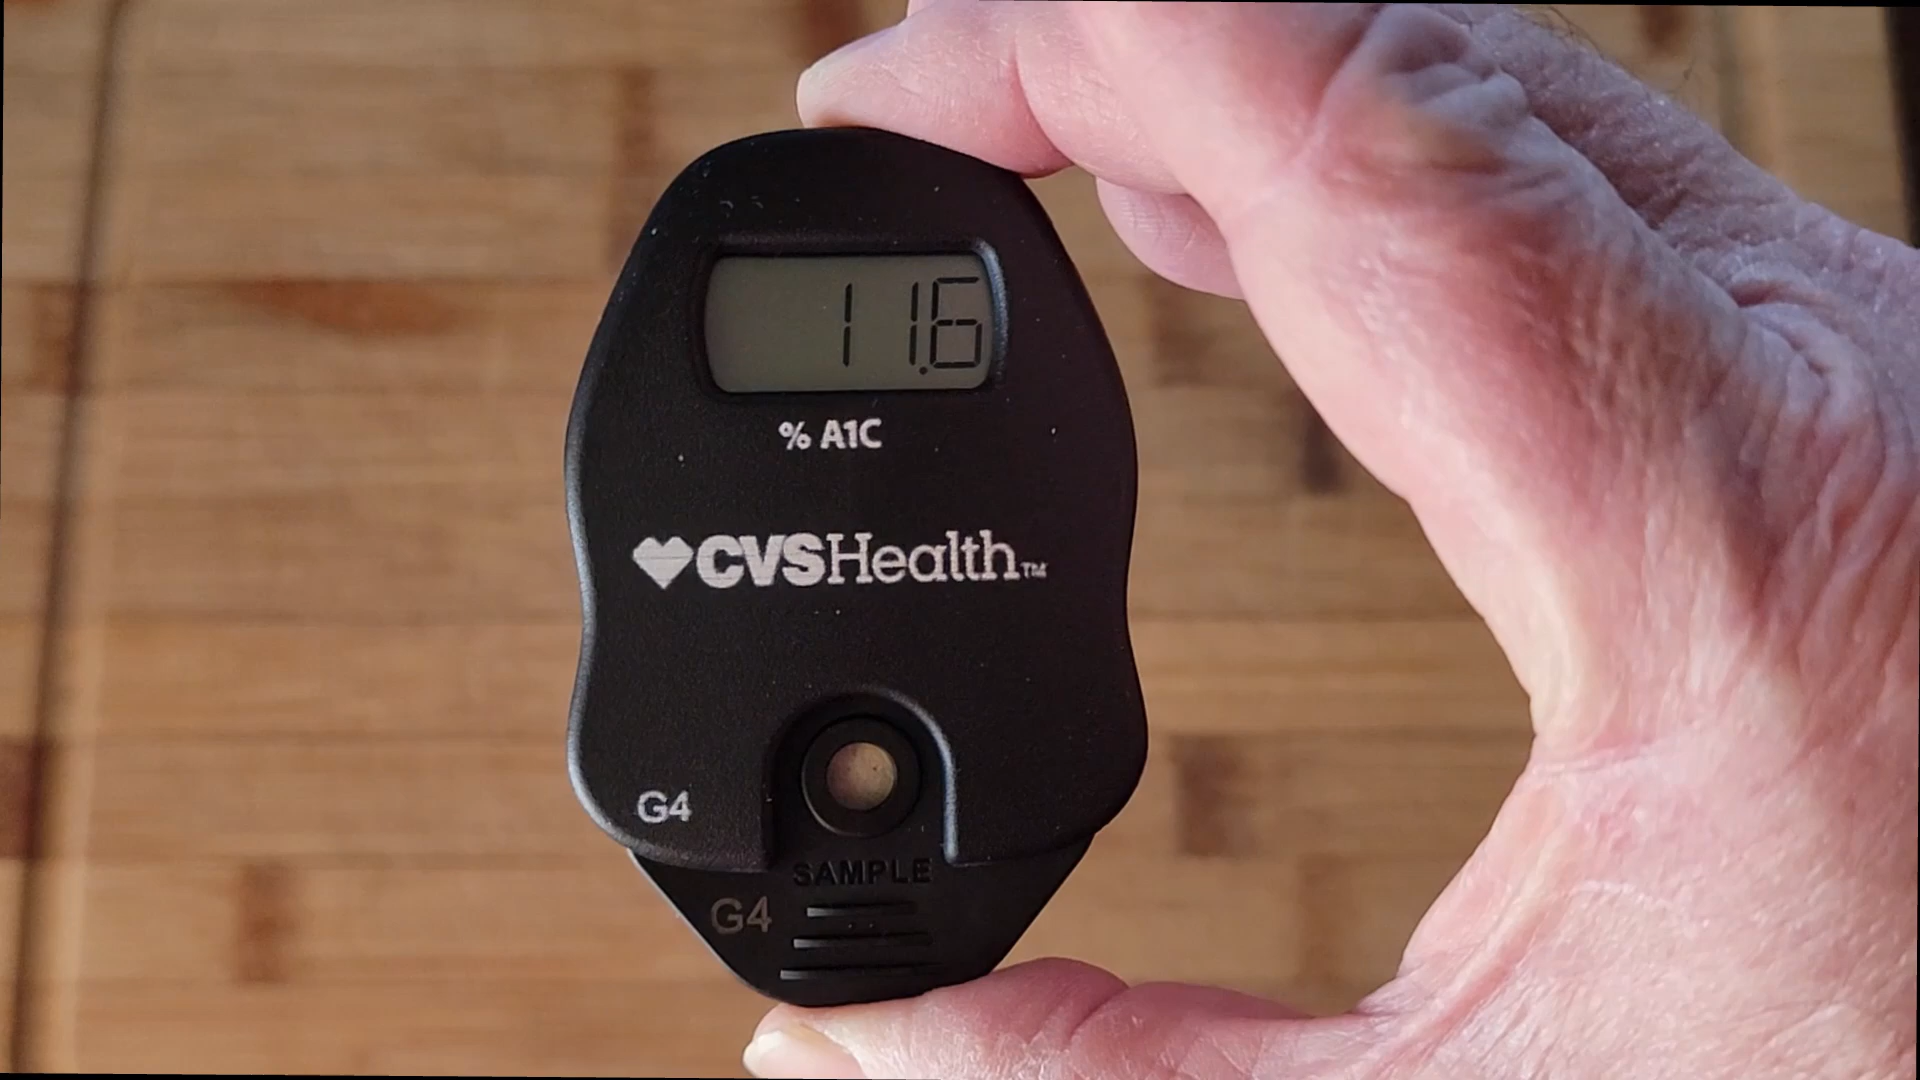 11.6
% A1C
CVSHealth™
G4
SAMPLE
G4